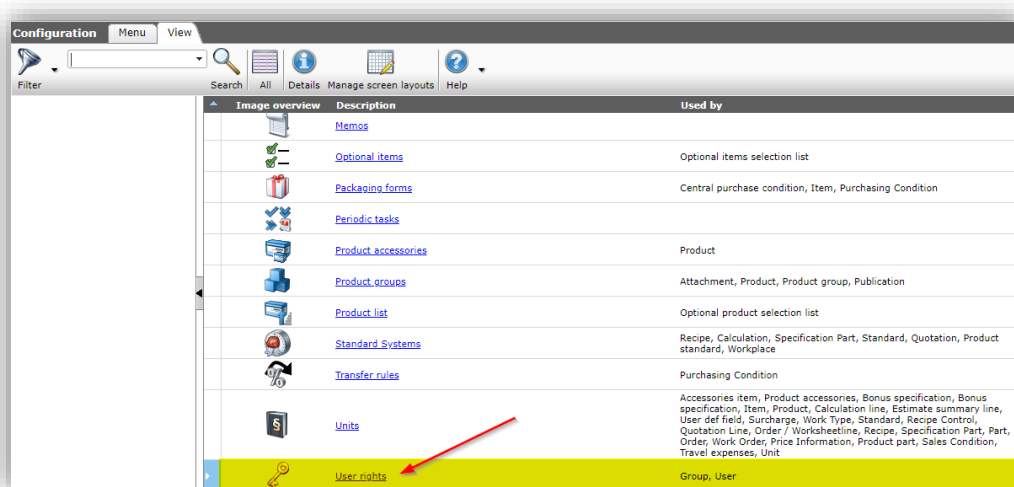 Configuration Menu View
Filter Search All Details Manage screen layouts Help
Image overview Description Used by
Memos
Optional items Optional items selection list
Packaging forms Central purchase condition, Item, Purchasing Condition
Periodic tasks
Product accessories Product
Product groups Attachment, Product, Product group, Publication
Product list Optional product selection list
Standard Systems Recipe, Calculation, Specification Part, Standard, Quotation, Product
standard, Workplace
Transfer rules Purchasing Condition
Accessories item, Product accessories, Bonus specification, Bonus
specification, Item, Product, Calculation line, Estimate summary line,
User def field, Surcharge, Work Type, Standard, Recipe Control,
Units Quotation Line, Order / Worksheetline, Recipe, Specification Part, Part,
Order, Work Order, Price Information, Product part, Sales Condition,
Travel expenses, Unit
User rights Group, User